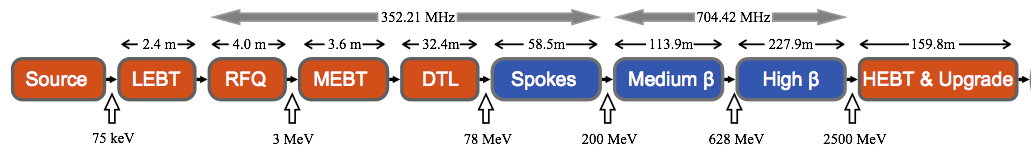 352.21 MHz 704.42 MHz
2.4 m 4.0 m 3.6 m 32.4m 58.5m 113.9m 227.9m 159.8m
Source LEBT RFQ MEBT DTL Spokes Medium β High β HEBT & Upgrade
75 keV 3 MeV 78 MeV 200 MeV 628 MeV 2500 MeV